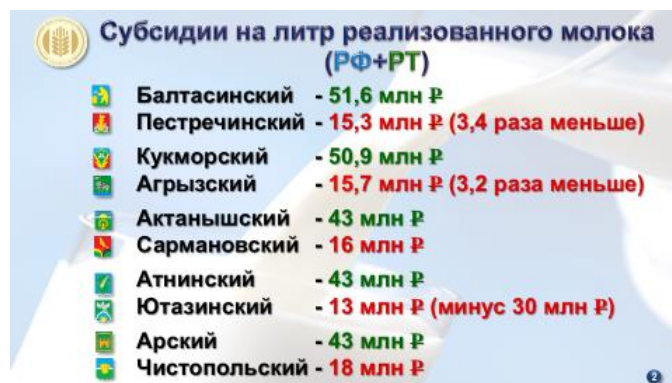 Субсидии на литр реализованного молока
(РФ+РТ)
Балтасинский - 51,6 млн ₽
Пестречинский - 15,3 млн ₽ (3,4 раза меньше)
Кукморский - 50,9 млн ₽
Агрызский - 15,7 млн ₽ (3,2 раза меньше)
Актанышский - 43 млн ₽
Сармановский - 16 млн ₽
Атнинский - 43 млн ₽
Ютазинский - 13 млн ₽ (минус 30 млн ₽)
Арский - 43 млн ₽
Чистопольский - 18 млн ₽
2